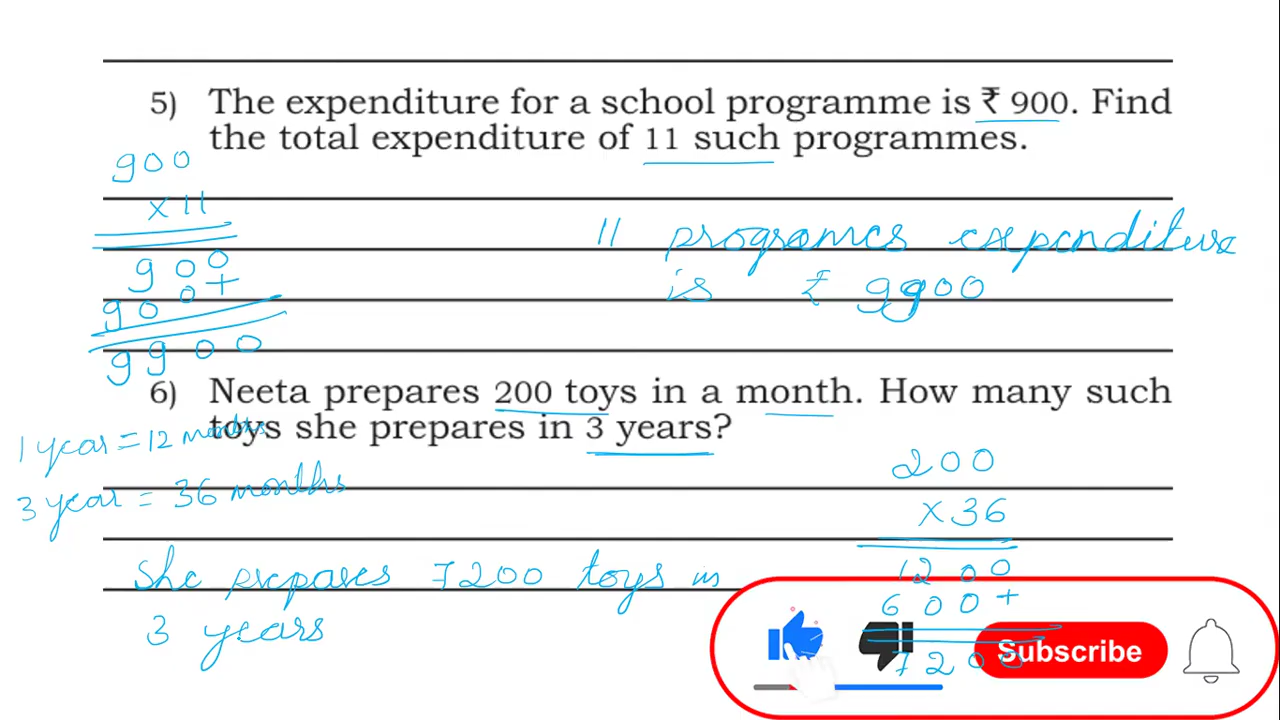 5) The expenditure for a school programme is ₹ 900. Find
the total expenditure of 11 such programmes.
900
x 11
900
900+
9900
11 programes expenditure
is ₹ 9900
6) Neeta prepares 200 toys in a month. How many such
toys she prepares in 3 years?
1 year = 12 months
3 year = 36 months
200
x 36
1200
600+
7200
She prepares 7200 toys in
3 years
Subscribe